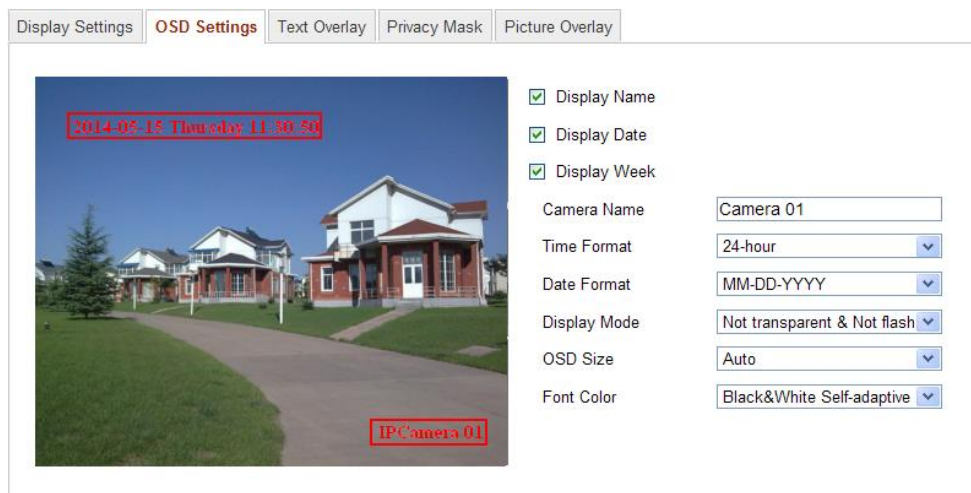 Display Settings
OSD Settings
Text Overlay
Privacy Mask
Picture Overlay
2014-05-15 Thursday 11:30:50
IPCamera 01
Display Name
Display Date
Display Week
Camera Name
Camera 01
Time Format
24-hour
Date Format
MM-DD-YYYY
Display Mode
Not transparent & Not flash
OSD Size
Auto
Font Color
Black&White Self-adaptive